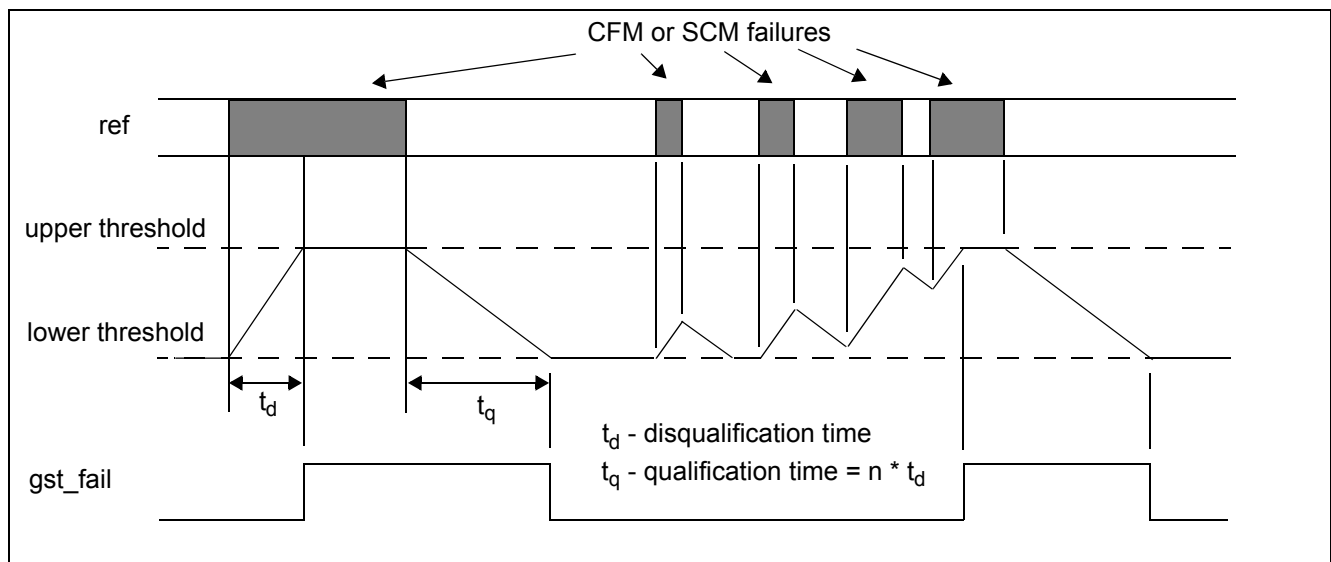 CFM or SCM failures
ref
upper threshold
lower threshold
td
tq
td - disqualification time
tq - qualification time = n * td
gst_fail